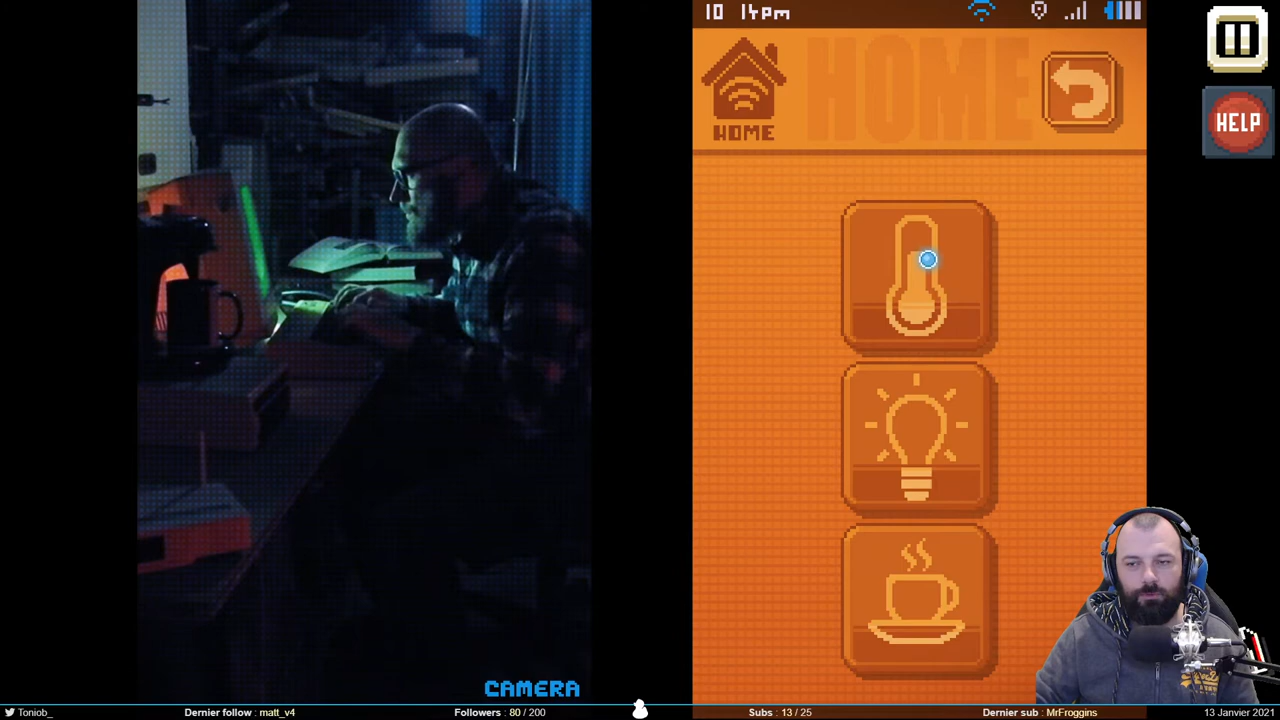 10 14pm
HOME
HOME
HELP
CAMERA
Toniob_
Dernier follow : matt_v4
Followers : 80 / 200
Subs : 13 / 25
Dernier sub : MrFroggins
13 Janvier 2021